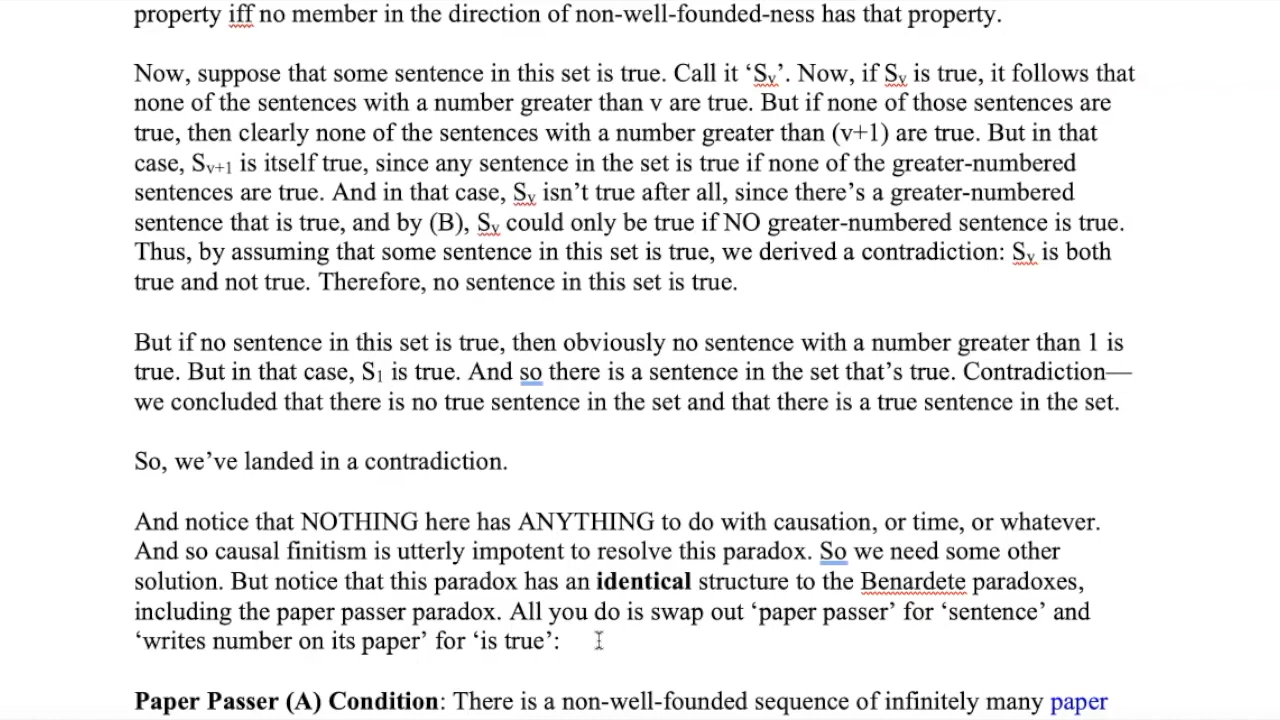 property iff no member in the direction of non-well-founded-ness has that property.
Now, suppose that some sentence in this set is true. Call it ‘Sv’. Now, if Sv is true, it follows that
none of the sentences with a number greater than v are true. But if none of those sentences are
true, then clearly none of the sentences with a number greater than (v+1) are true. But in that
case, Sv+1 is itself true, since any sentence in the set is true if none of the greater-numbered
sentences are true. And in that case, Sv isn’t true after all, since there’s a greater-numbered
sentence that is true, and by (B), Sv could only be true if NO greater-numbered sentence is true.
Thus, by assuming that some sentence in this set is true, we derived a contradiction: Sv is both
true and not true. Therefore, no sentence in this set is true.
But if no sentence in this set is true, then obviously no sentence with a number greater than 1 is
true. But in that case, S1 is true. And so there is a sentence in the set that’s true. Contradiction—
we concluded that there is no true sentence in the set and that there is a true sentence in the set.
So, we’ve landed in a contradiction.
And notice that NOTHING here has ANYTHING to do with causation, or time, or whatever.
And so causal finitism is utterly impotent to resolve this paradox. So we need some other
solution. But notice that this paradox has an identical structure to the Benardete paradoxes,
including the paper passer paradox. All you do is swap out ‘paper passer’ for ‘sentence’ and
‘writes number on its paper’ for ‘is true’:
Paper Passer (A) Condition: There is a non-well-founded sequence of infinitely many paper